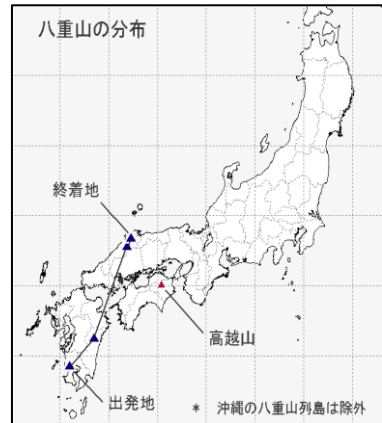 八重山の分布
終着地
高越山
出発地
* 沖縄の八重山列島は除外